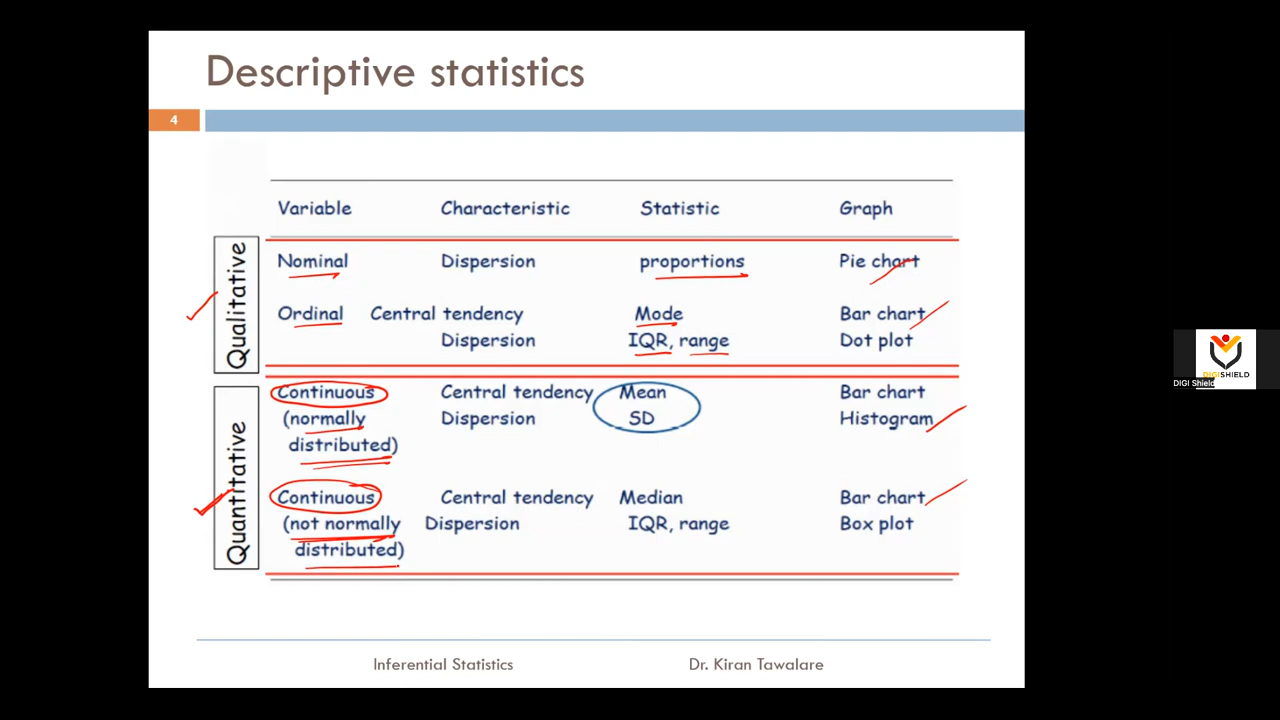 Descriptive statistics
4
Variable Characteristic Statistic Graph
Qualitative
Nominal Dispersion proportions Pie chart
Ordinal Central tendency Mode Bar chart
Dispersion IQR, range Dot plot
Quantitative
Continuous Central tendency Mean Bar chart
(normally Dispersion SD Histogram
distributed)
Continuous Central tendency Median Bar chart
(not normally Dispersion IQR, range Box plot
distributed)
Inferential Statistics Dr. Kiran Tawalare
DIGISHIELD
DIGI Shield